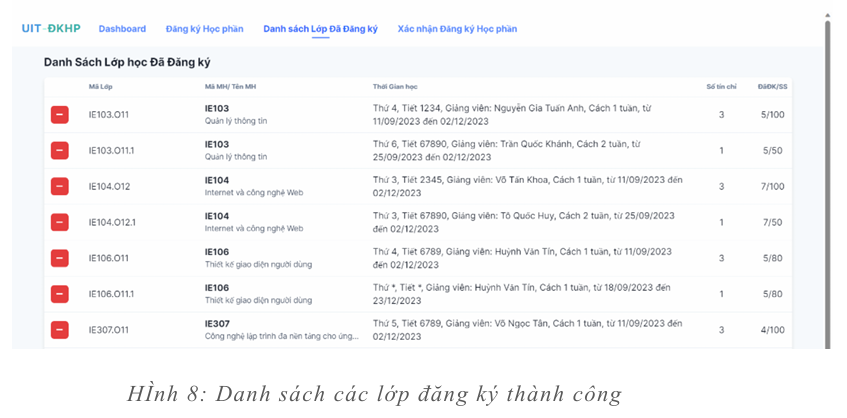 UIT-ĐKHP Dashboard Đăng ký Học phần Danh sách Lớp Đã Đăng ký Xác nhận Đăng ký Học phần
Danh Sách Lớp học Đã Đăng ký
Mã Lớp Mã MH/ Tên MH Thời Gian học Số tín chỉ ĐãĐK/SS
IE103.O11 IE103 Thứ 4, Tiết 1234, Giảng viên: Nguyễn Gia Tuấn Anh, Cách 1 tuần, từ 3 5/100
Quản lý thông tin 11/09/2023 đến 02/12/2023
IE103.O11.1 IE103 Thứ 6, Tiết 67890, Giảng viên: Trần Quốc Khánh, Cách 2 tuần, từ 1 5/50
Quản lý thông tin 25/09/2023 đến 02/12/2023
IE104.O12 IE104 Thứ 3, Tiết 2345, Giảng viên: Võ Tấn Khoa, Cách 1 tuần, từ 11/09/2023 đến 3 7/100
Internet và công nghệ Web 02/12/2023
IE104.O12.1 IE104 Thứ 3, Tiết 67890, Giảng viên: Tô Quốc Huy, Cách 2 tuần, từ 25/09/2023 1 7/50
Internet và công nghệ Web đến 02/12/2023
IE106.O11 IE106 Thứ 4, Tiết 6789, Giảng viên: Huỳnh Văn Tín, Cách 1 tuần, từ 11/09/2023 3 5/80
Thiết kế giao diện người dùng đến 02/12/2023
IE106.O11.1 IE106 Thứ *, Tiết *, Giảng viên: Huỳnh Văn Tín, Cách 1 tuần, từ 18/09/2023 đến 1 5/80
Thiết kế giao diện người dùng 23/12/2023
IE307.O11 IE307 Thứ 5, Tiết 6789, Giảng viên: Võ Ngọc Tân, Cách 1 tuần, từ 11/09/2023 đến 3 4/100
Công nghệ lập trình đa nền tảng cho ứng... 02/12/2023
HÌnh 8: Danh sách các lớp đăng ký thành công